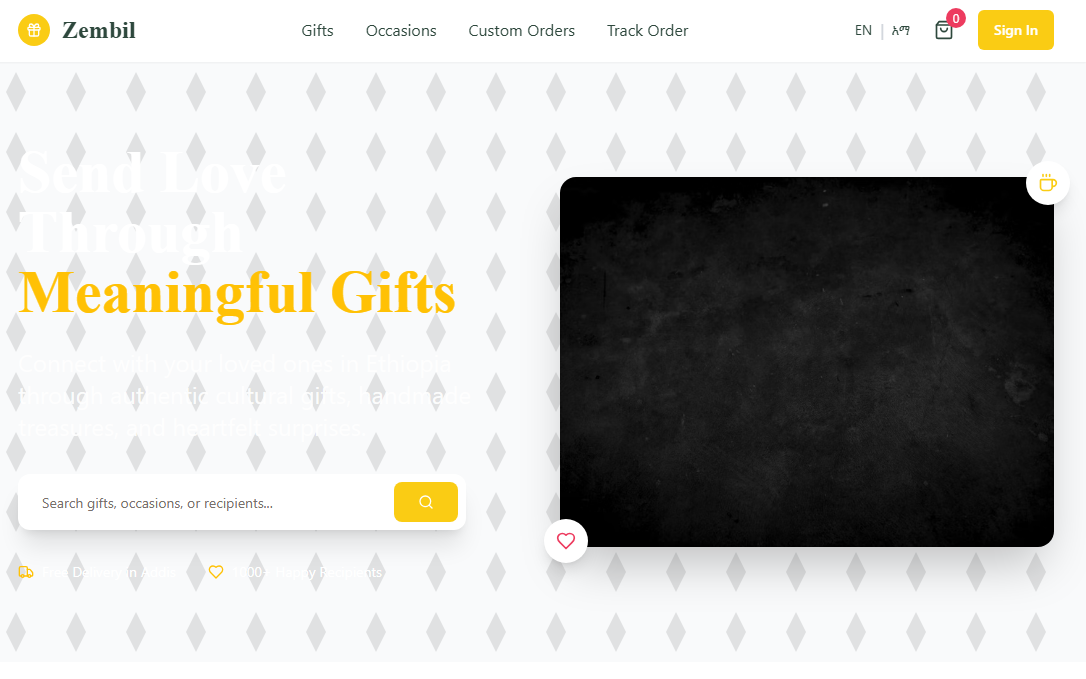 Zembil
Gifts
Occasions
Custom Orders
Track Order
EN | አማ
0
Sign In
Send Love
Through
Meaningful Gifts
Connect with your loved ones in Ethiopia
through authentic cultural gifts, handmade
treasures, and heartfelt surprises
Search gifts, occasions, or recipients...
Free Delivery in Addis
1000+ Happy Recipients